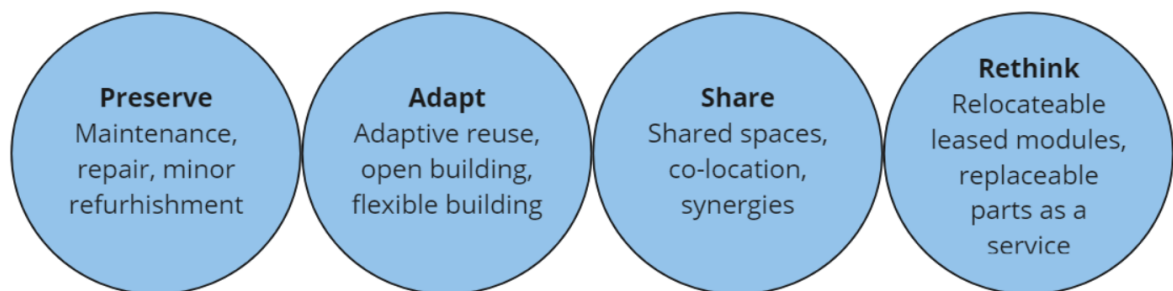 Preserve
Maintenance,
repair, minor
refurhishment
Adapt
Adaptive reuse,
open building,
flexible building
Share
Shared spaces,
co-location,
synergies
Rethink
Relocateable
leased modules,
replaceable
parts as a
service